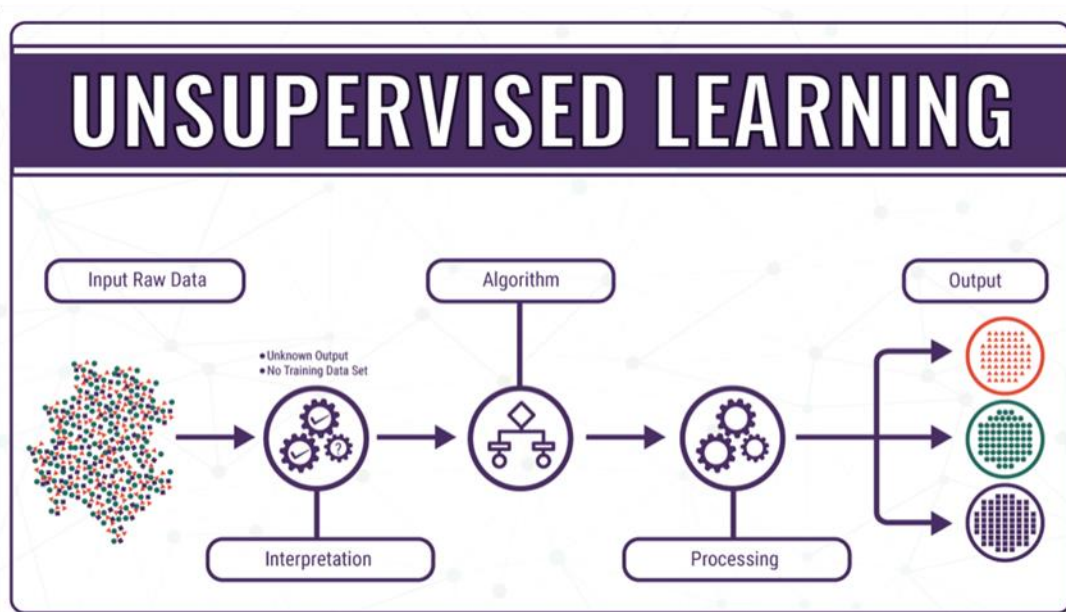 UNSUPERVISED LEARNING
Input Raw Data
Algorithm
Output
• Unknown Output
• No Training Data Set
?
Interpretation
Processing